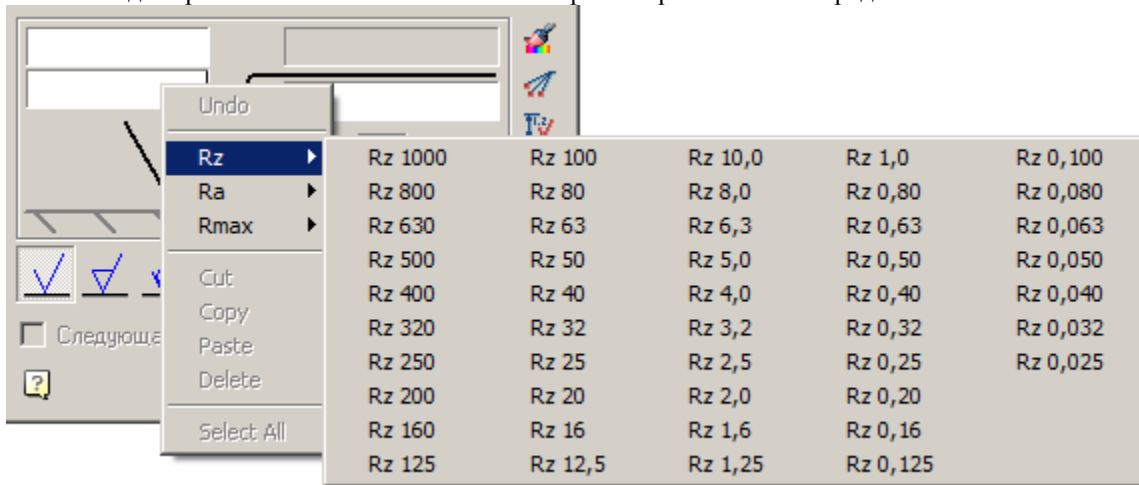 Undo
Rz
Ra
Rmax
Cut
Copy
Paste
Delete
Select All
Rz 1000 Rz 100 Rz 10,0 Rz 1,0 Rz 0,100
Rz 800 Rz 80 Rz 8,0 Rz 0,80 Rz 0,080
Rz 630 Rz 63 Rz 6,3 Rz 0,63 Rz 0,063
Rz 500 Rz 50 Rz 5,0 Rz 0,50 Rz 0,050
Rz 400 Rz 40 Rz 4,0 Rz 0,40 Rz 0,040
Rz 320 Rz 32 Rz 3,2 Rz 0,32 Rz 0,032
Rz 250 Rz 25 Rz 2,5 Rz 0,25 Rz 0,025
Rz 200 Rz 20 Rz 2,0 Rz 0,20
Rz 160 Rz 16 Rz 1,6 Rz 0,16
Rz 125 Rz 12,5 Rz 1,25 Rz 0,125
Следующа
?